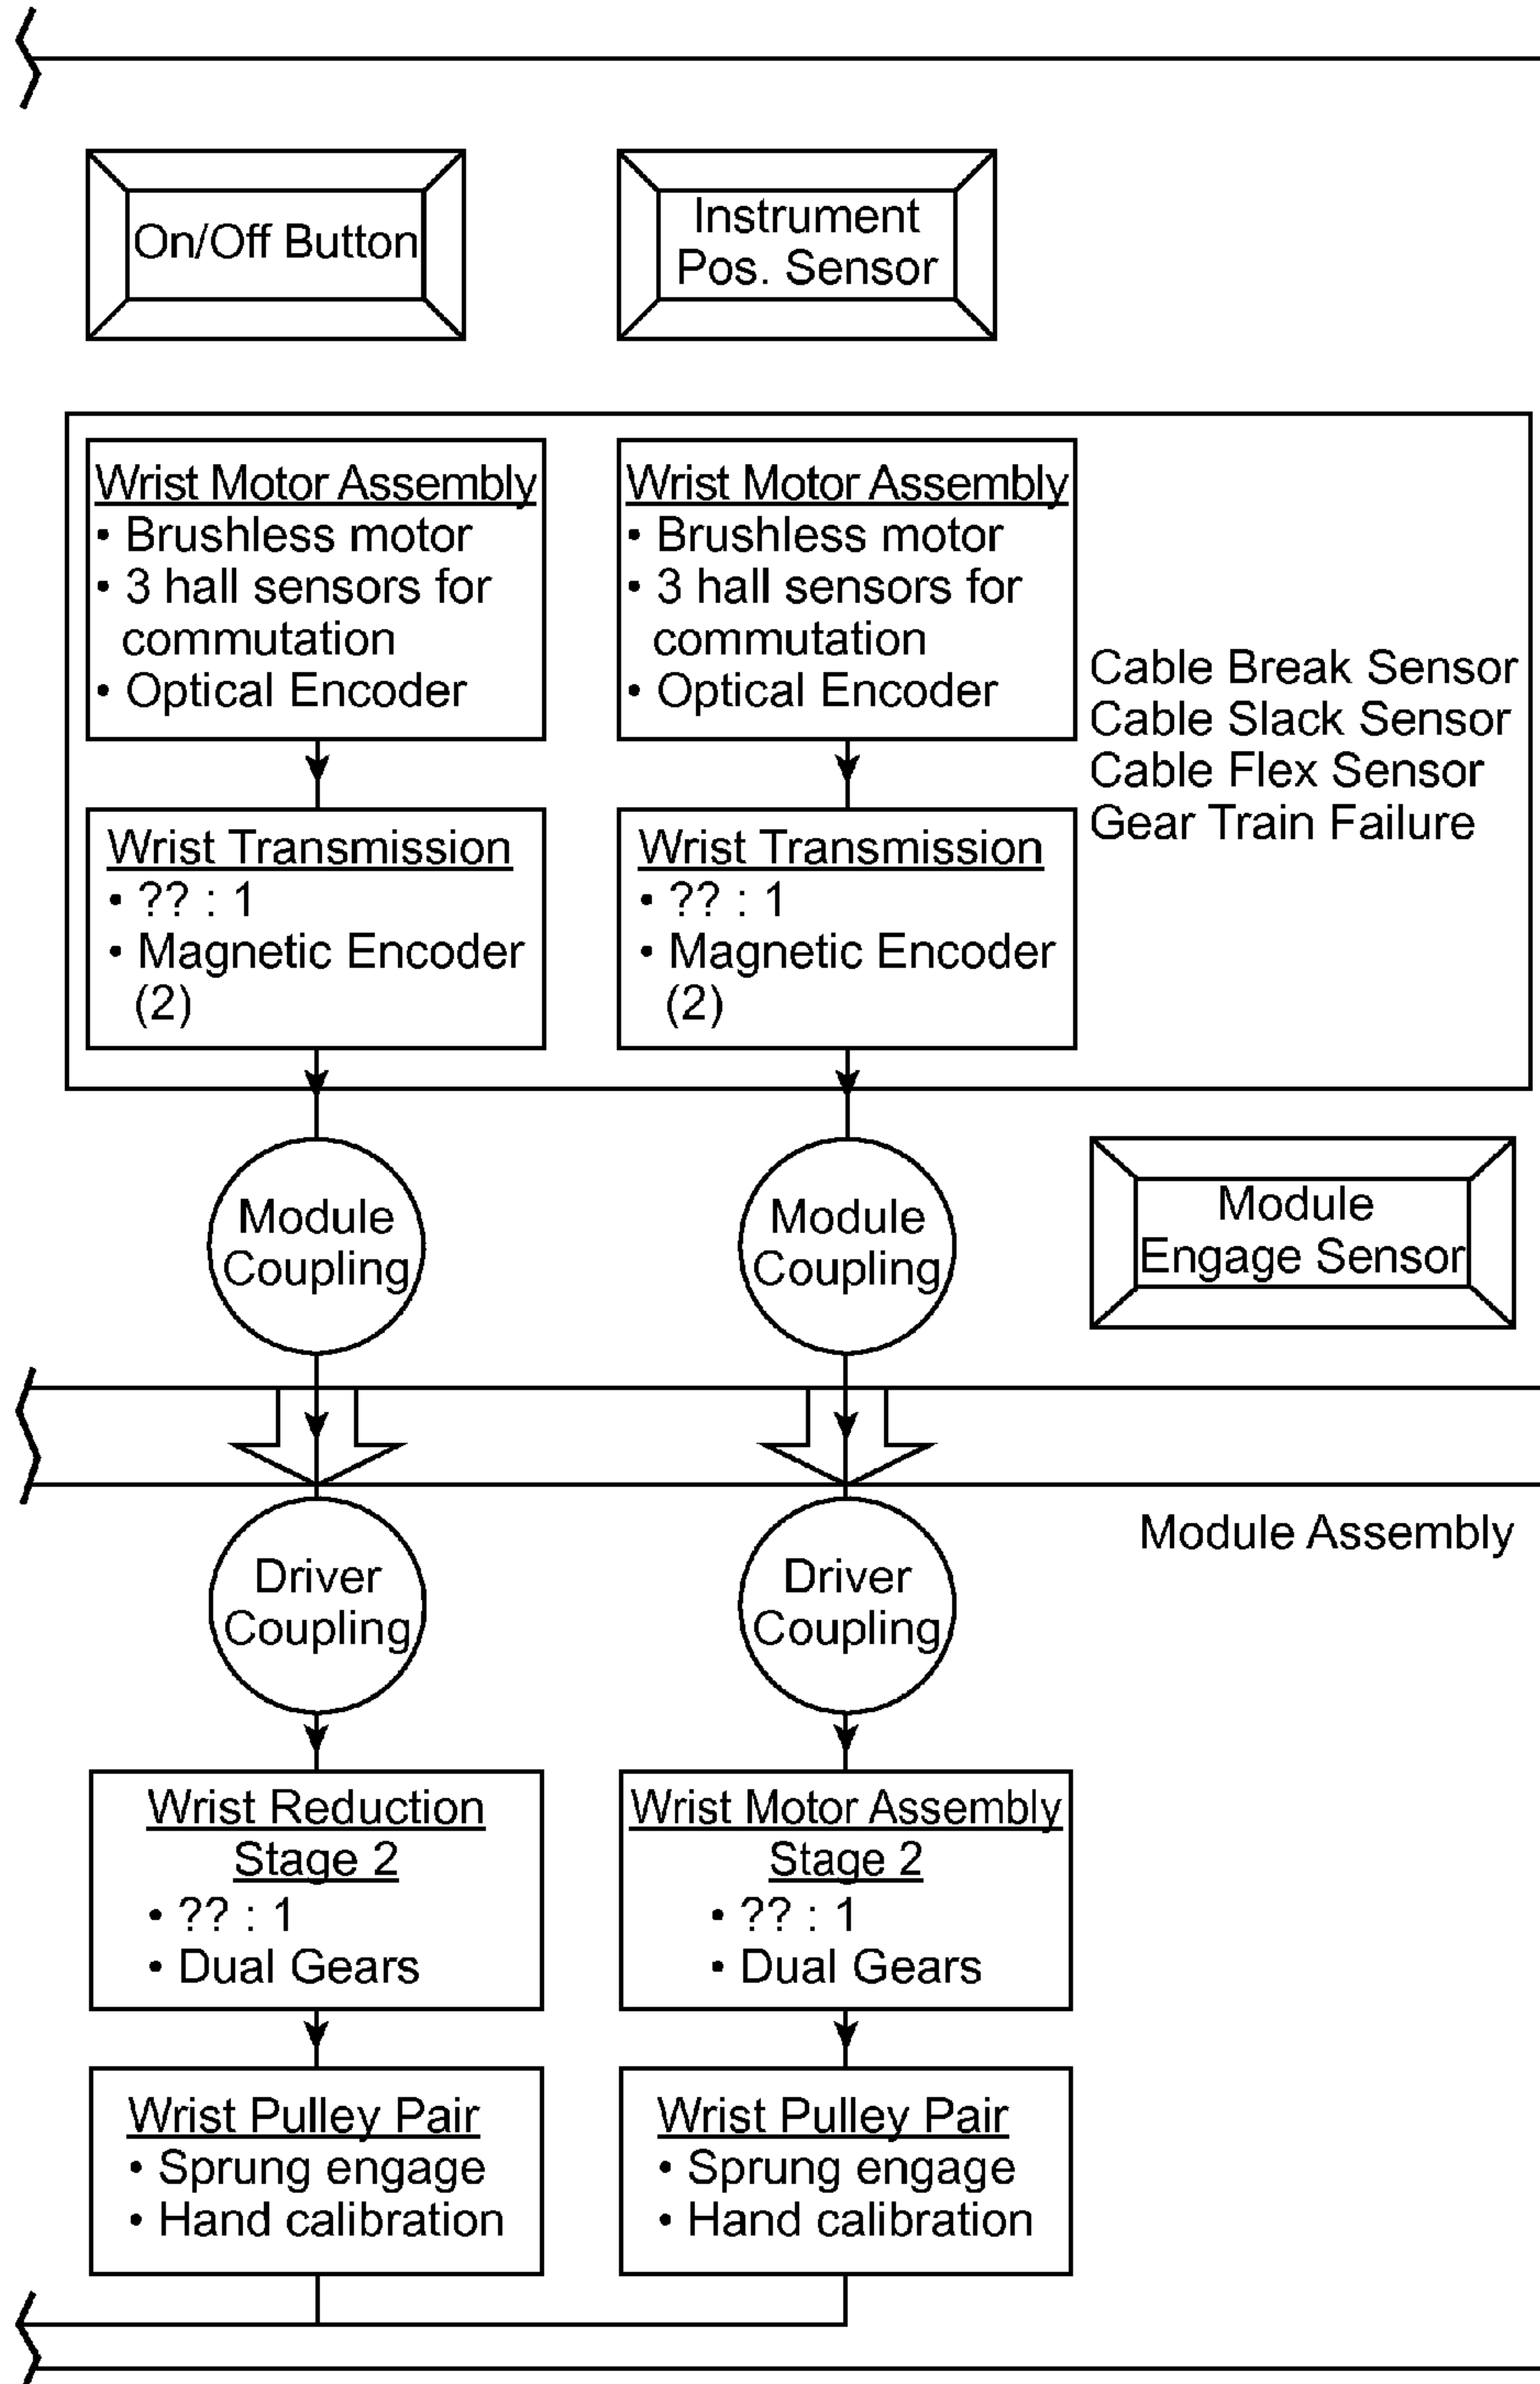 On/Off Button
Instrument
Pos. Sensor
Wrist Motor Assembly
• Brushless motor
• 3 hall sensors for
commutation
• Optical Encoder
Wrist Motor Assembly
• Brushless motor
• 3 hall sensors for
commutation
• Optical Encoder
Cable Break Sensor
Cable Slack Sensor
Cable Flex Sensor
Gear Train Failure
Wrist Transmission
• ?? : 1
• Magnetic Encoder
(2)
Wrist Transmission
• ?? : 1
• Magnetic Encoder
(2)
Module
Coupling
Module
Coupling
Module
Engage Sensor
Module Assembly
Driver
Coupling
Driver
Coupling
Wrist Reduction
Stage 2
• ?? : 1
• Dual Gears
Wrist Motor Assembly
Stage 2
• ?? : 1
• Dual Gears
Wrist Pulley Pair
• Sprung engage
• Hand calibration
Wrist Pulley Pair
• Sprung engage
• Hand calibration